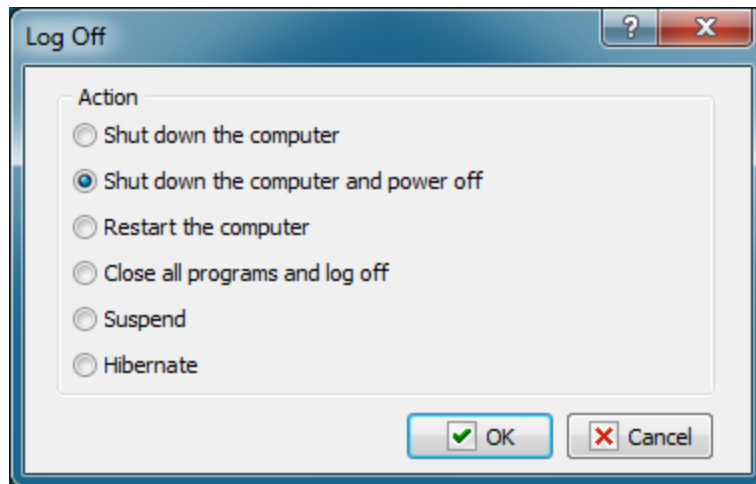 Log Off
?
Action
Shut down the computer
Shut down the computer and power off
Restart the computer
Close all programs and log off
Suspend
Hibernate
OK
Cancel